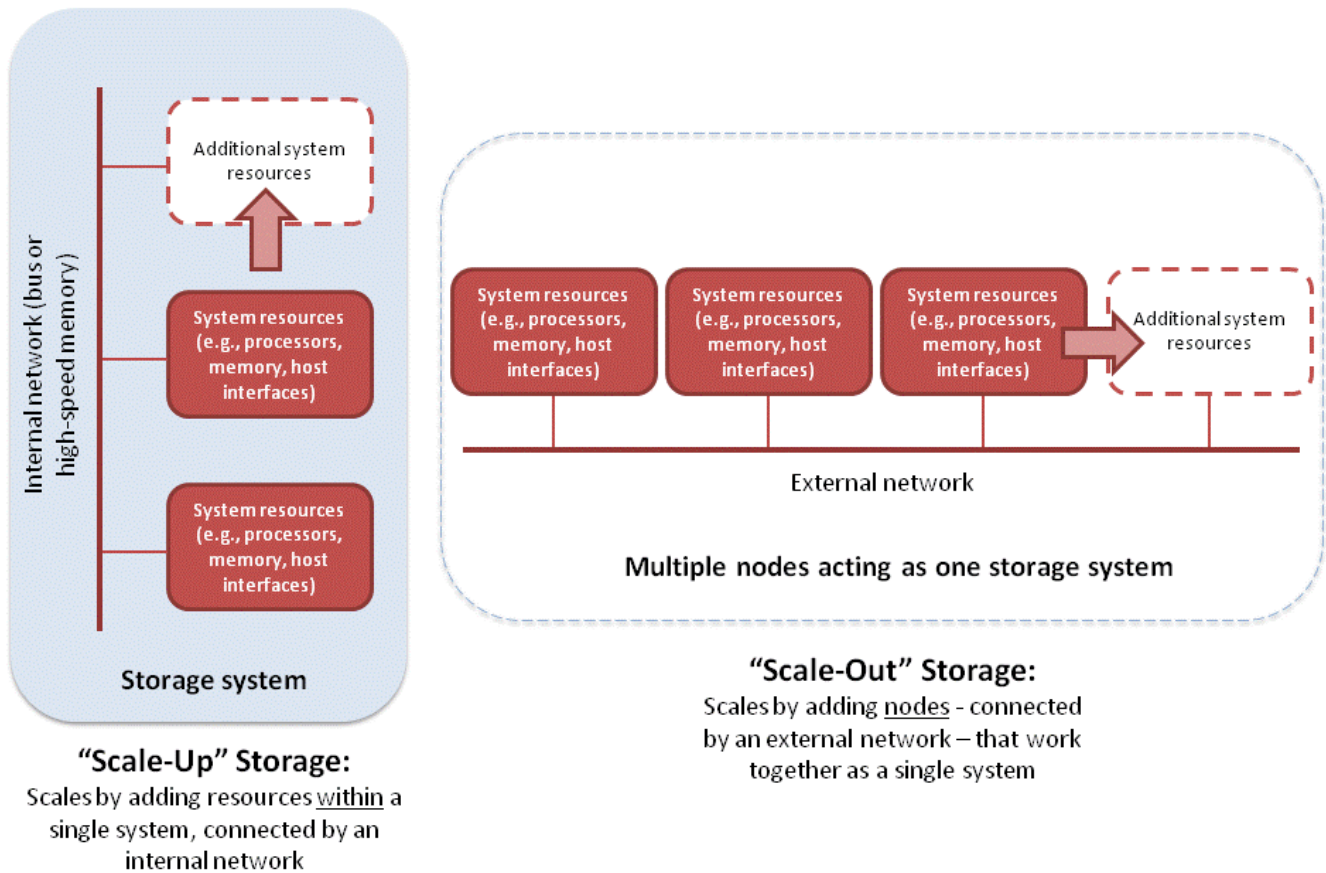 Internal network (bus or
high-speed memory)
Additional system
resources
System resources
(e.g., processors,
memory, host
interfaces)
System resources
(e.g., processors,
memory, host
interfaces)
Storage system
“Scale-Up” Storage:
Scales by adding resources within a
single system, connected by an
internal network
System resources
(e.g., processors,
memory, host
interfaces)
System resources
(e.g., processors,
memory, host
interfaces)
System resources
(e.g., processors,
memory, host
interfaces)
Additional system
resources
External network
Multiple nodes acting as one storage system
“Scale-Out” Storage:
Scales by adding nodes - connected
by an external network – that work
together as a single system